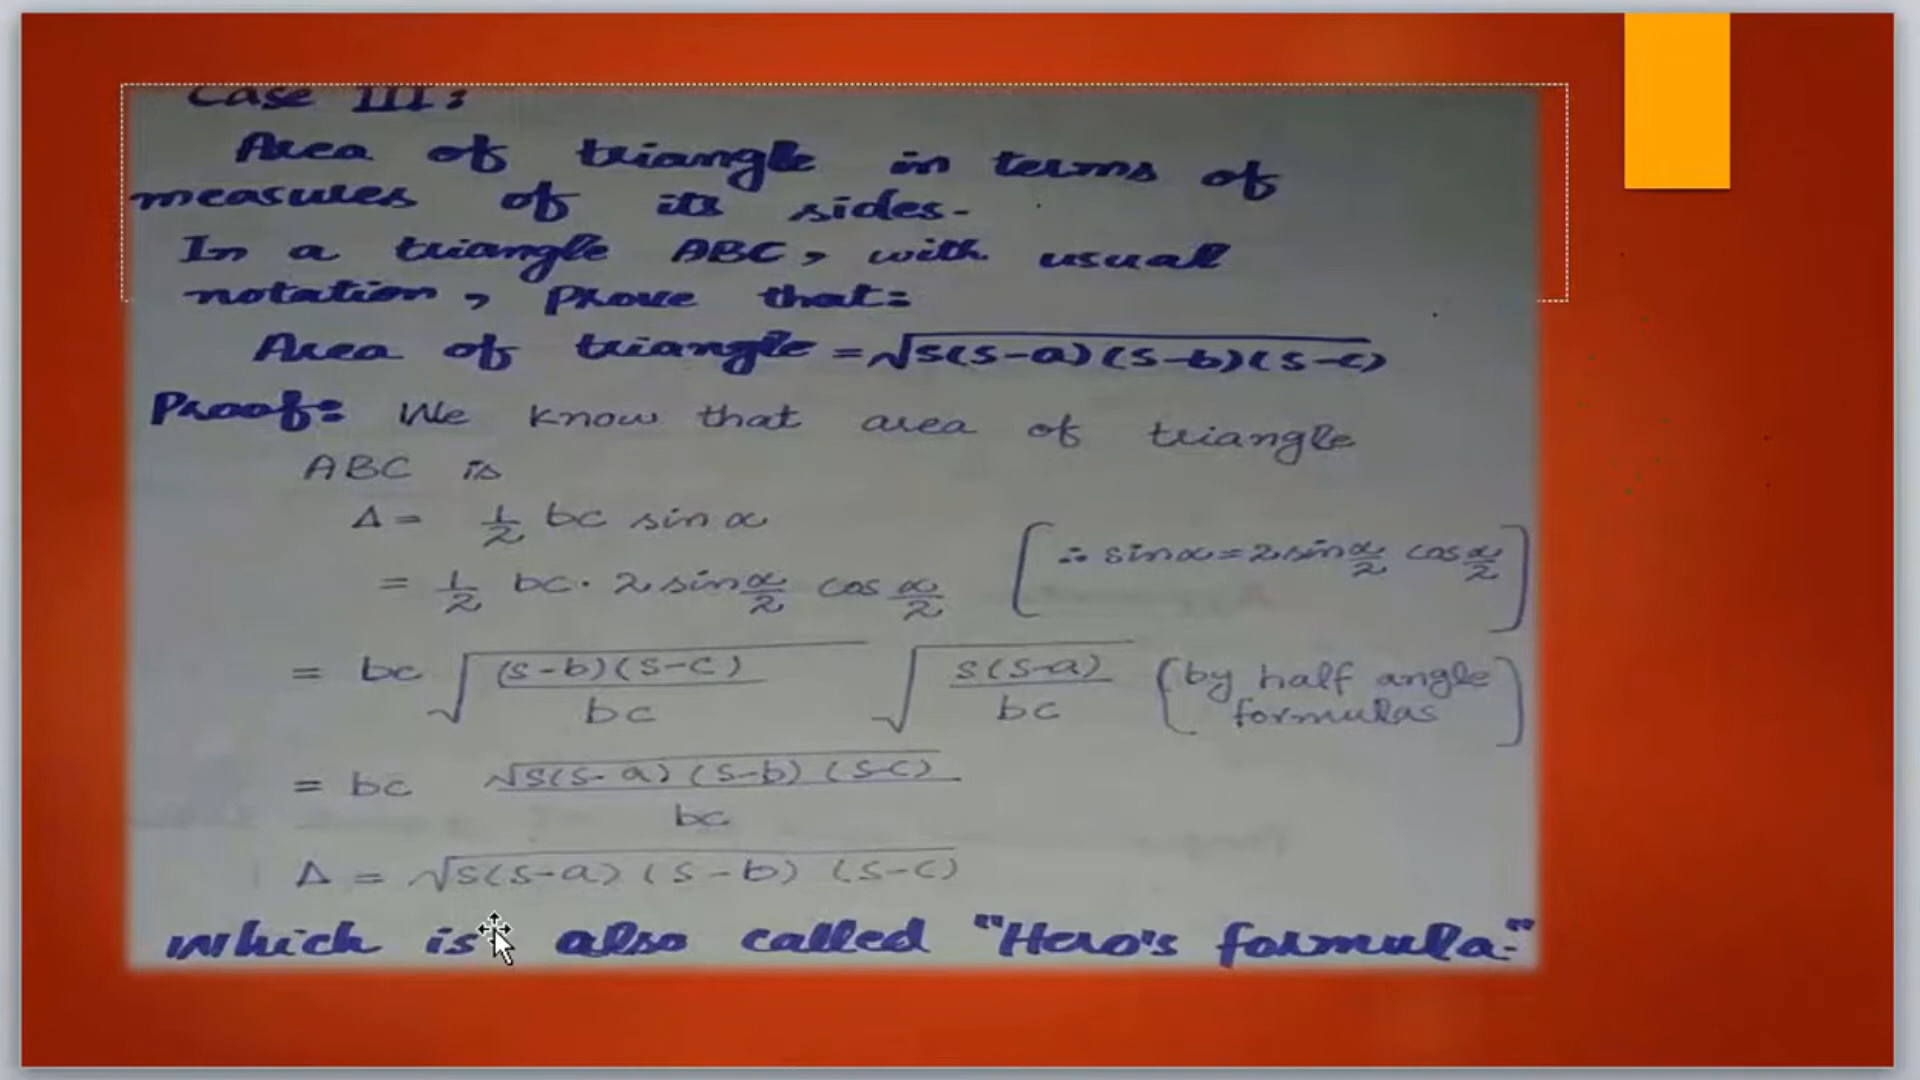 Case III:
Area of triangle in terms of
measures of its sides.
In a triangle ABC, with usual
notation, Prove that:
Area of triangle = √s(s-a)(s-b)(s-c)
Proof: We know that area of triangle
ABC is
Δ = 1/2 bc sin α
= 1/2 bc · 2 sin α/2 cos α/2 [∴ sin α = 2 sin α/2 cos α/2]
= bc √(s-b)(s-c)/bc √s(s-a)/bc (by half angle formulas)
= bc √s(s-a)(s-b)(s-c)/bc
Δ = √s(s-a)(s-b)(s-c)
which is also called "Hero's formula."